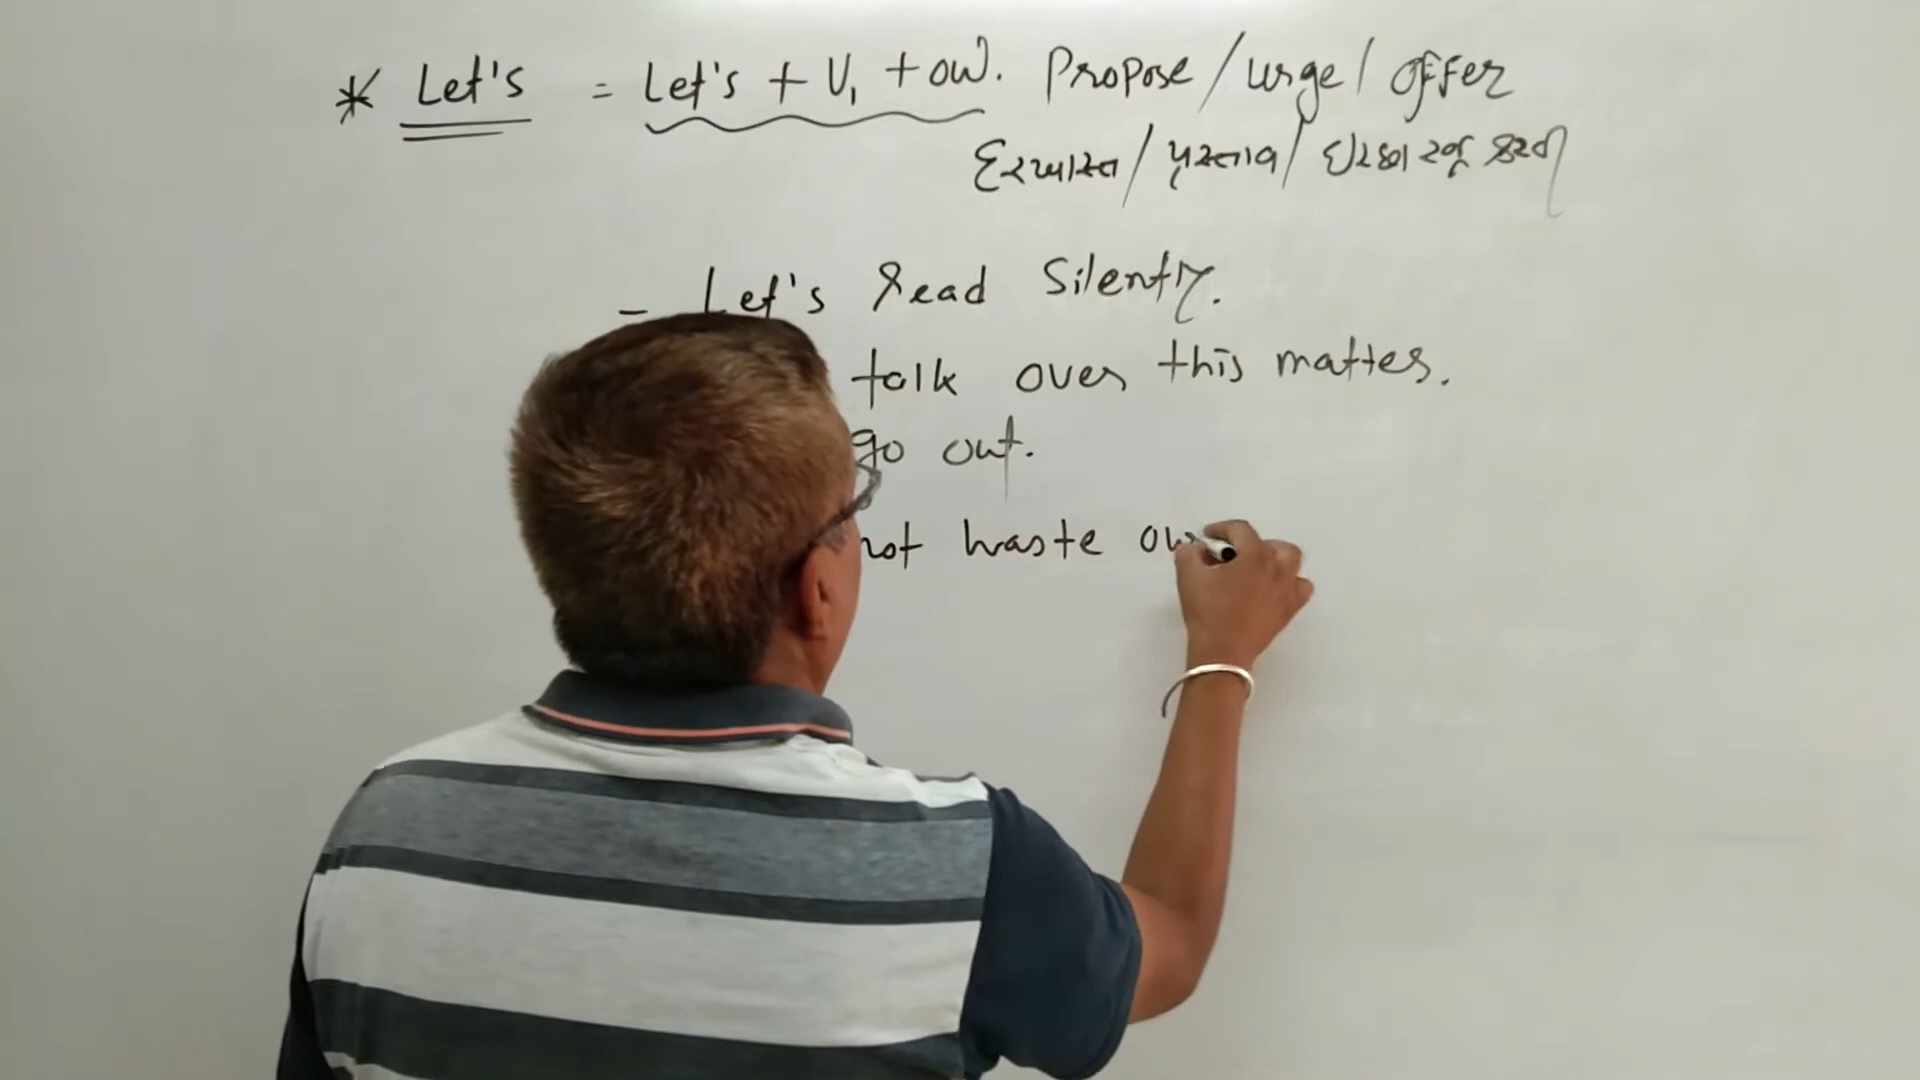 * Let's = Let's + V1 + ow. Propose / urge / offer
દરખાસ્ત / પ્રસ્તાવ / ઈચ્છા રજૂ કરવી
- Let's Read Silently.
talk over this matter.
go out.
not waste our